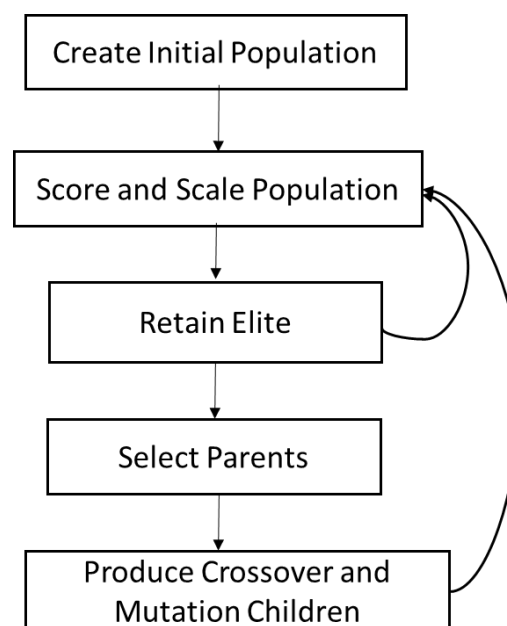 Create Initial Population
Score and Scale Population
Retain Elite
Select Parents
Produce Crossover and
Mutation Children